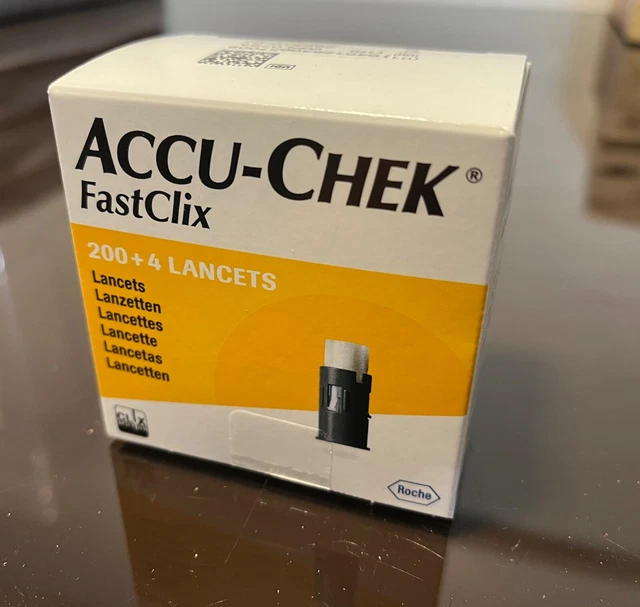 ACCU-CHEK®
FastClix
200+4 LANCETS
Lancets
Lanzetten
Lancettes
Lancette
Lancetas
Lancetten
Roche